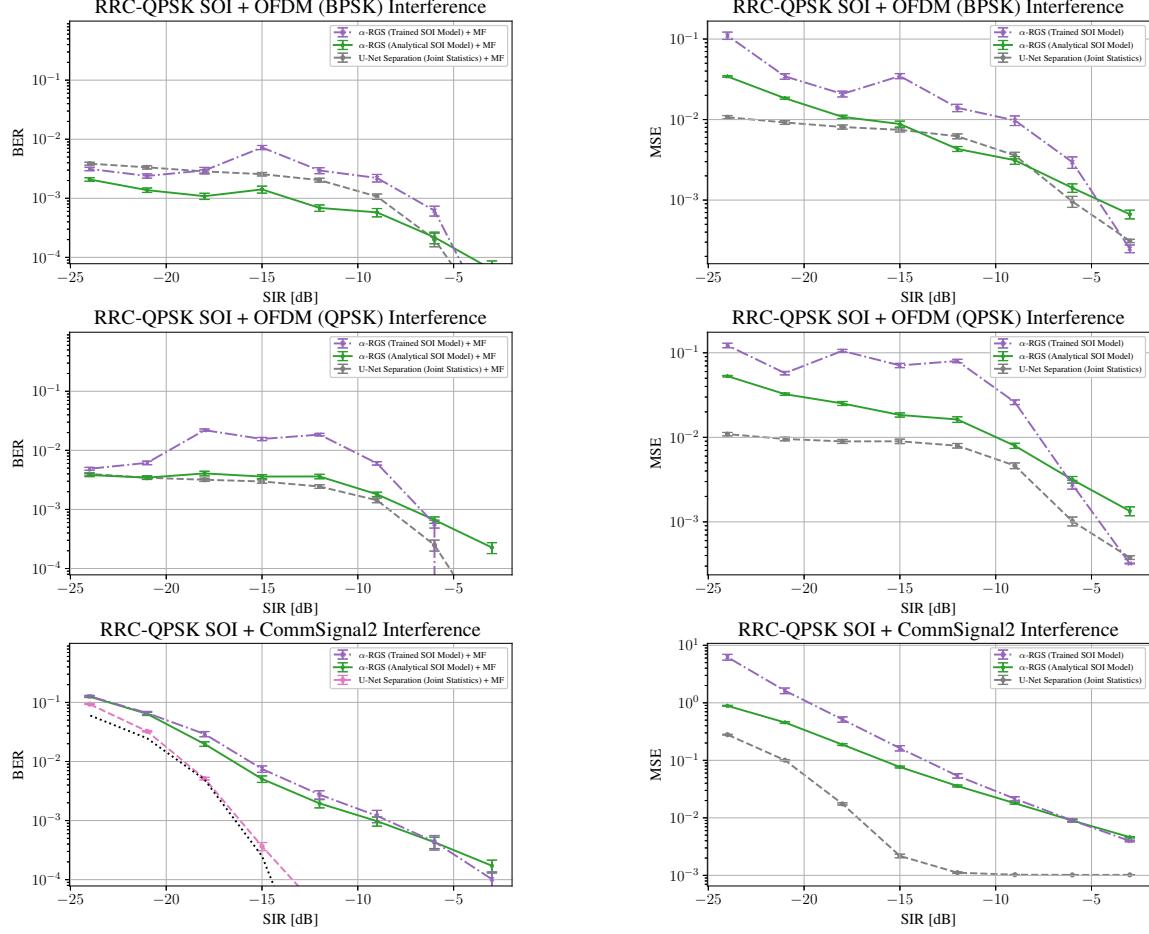 RRC-QPSK SOI + OFDM (BPSK) Interference
α-RGS (Trained SOI Model) + MF
α-RGS (Analytical SOI Model) + MF
U-Net Separation (Joint Statistics) + MF
10⁻¹
10⁻²
10⁻³
10⁻⁴
BER
−25
−20
−15
−10
−5
SIR [dB]
RRC-QPSK SOI + OFDM (BPSK) Interference
α-RGS (Trained SOI Model)
α-RGS (Analytical SOI Model)
U-Net Separation (Joint Statistics)
10⁻¹
10⁻²
10⁻³
MSE
−25
−20
−15
−10
−5
SIR [dB]
RRC-QPSK SOI + OFDM (QPSK) Interference
α-RGS (Trained SOI Model) + MF
α-RGS (Analytical SOI Model) + MF
U-Net Separation (Joint Statistics) + MF
10⁻¹
10⁻²
10⁻³
10⁻⁴
BER
−25
−20
−15
−10
−5
SIR [dB]
RRC-QPSK SOI + OFDM (QPSK) Interference
α-RGS (Trained SOI Model)
α-RGS (Analytical SOI Model)
U-Net Separation (Joint Statistics)
10⁻¹
10⁻²
10⁻³
MSE
−25
−20
−15
−10
−5
SIR [dB]
RRC-QPSK SOI + CommSignal2 Interference
α-RGS (Trained SOI Model) + MF
α-RGS (Analytical SOI Model) + MF
U-Net Separation (Joint Statistics) + MF
10⁻¹
10⁻²
10⁻³
10⁻⁴
BER
−25
−20
−15
−10
−5
SIR [dB]
RRC-QPSK SOI + CommSignal2 Interference
α-RGS (Trained SOI Model)
α-RGS (Analytical SOI Model)
U-Net Separation (Joint Statistics)
10¹
10⁰
10⁻¹
10⁻²
10⁻³
MSE
−25
−20
−15
−10
−5
SIR [dB]